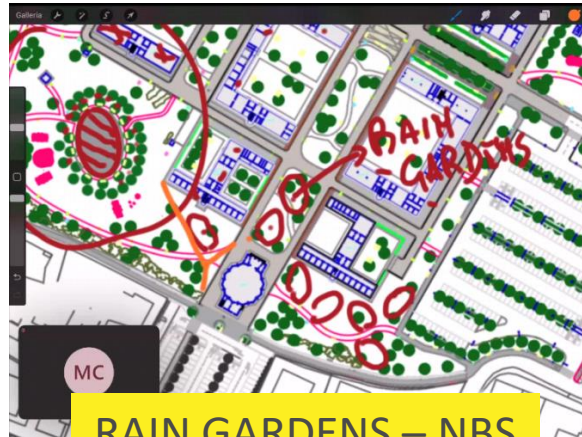 Galleria
RAIN
- GARDENS
MC
RAIN GARDENS – NBS